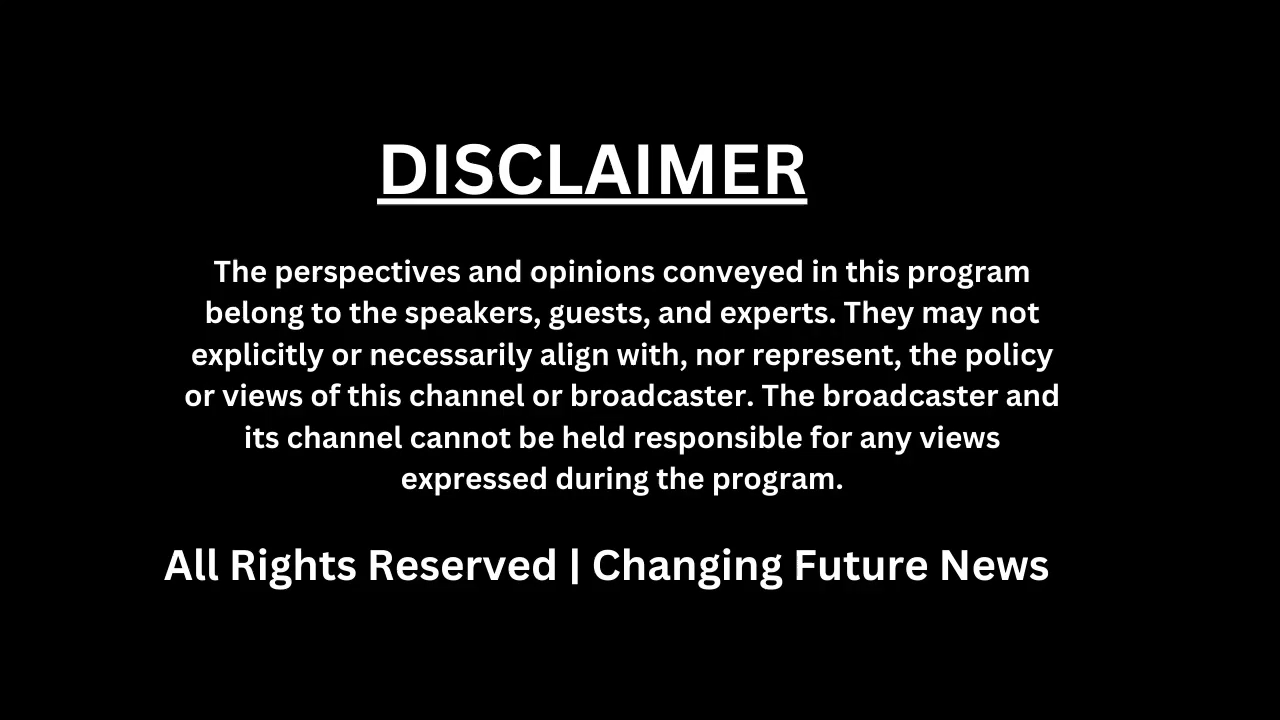 DISCLAIMER
The perspectives and opinions conveyed in this program
belong to the speakers, guests, and experts. They may not
explicitly or necessarily align with, nor represent, the policy
or views of this channel or broadcaster. The broadcaster and
its channel cannot be held responsible for any views
expressed during the program.
All Rights Reserved | Changing Future News